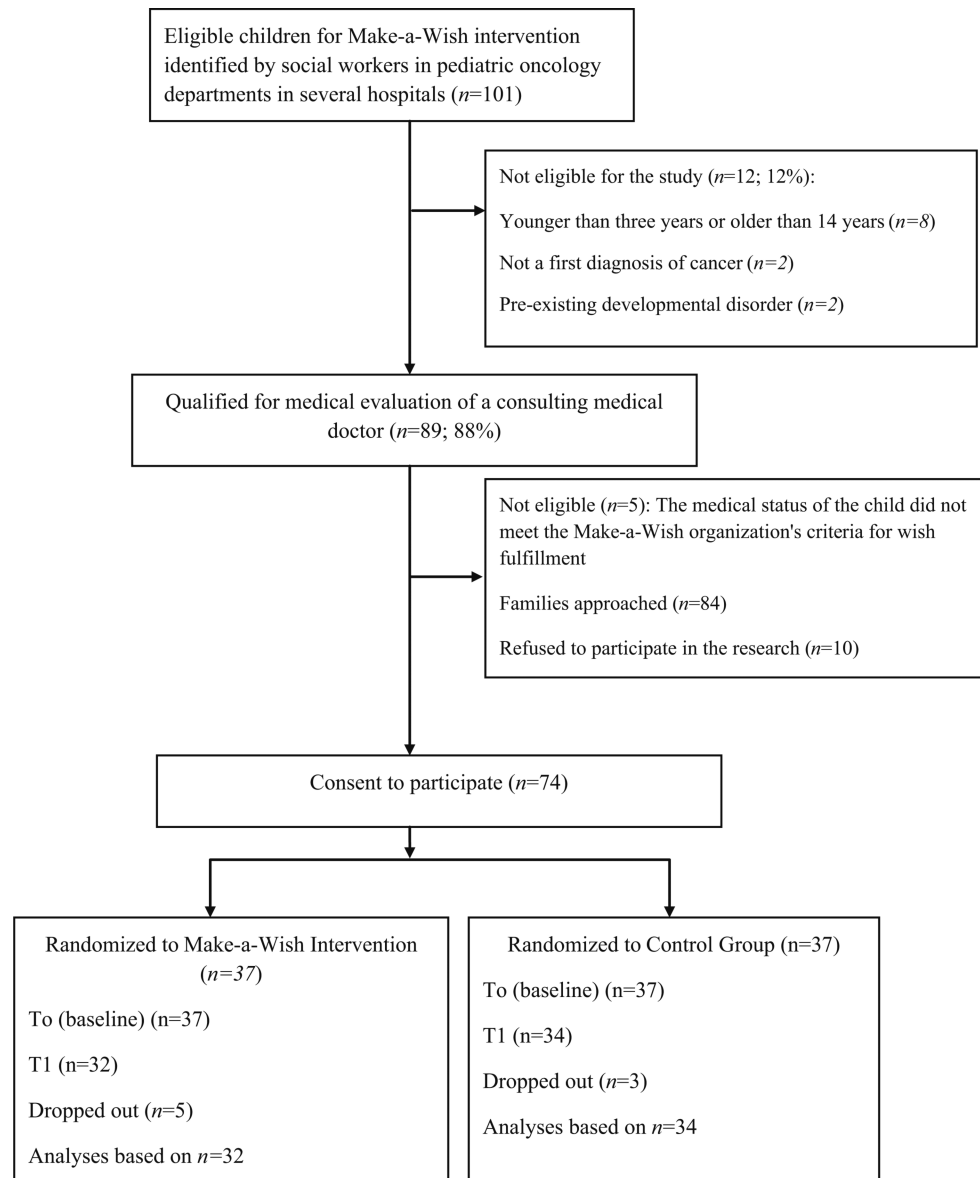 Eligible children for Make-a-Wish intervention
identified by social workers in pediatric oncology
departments in several hospitals (n=101)
Not eligible for the study (n=12; 12%):
Younger than three years or older than 14 years (n=8)
Not a first diagnosis of cancer (n=2)
Pre-existing developmental disorder (n=2)
Qualified for medical evaluation of a consulting medical
doctor (n=89; 88%)
Not eligible (n=5): The medical status of the child did not
meet the Make-a-Wish organization's criteria for wish
fulfillment
Families approached (n=84)
Refused to participate in the research (n=10)
Consent to participate (n=74)
Randomized to Make-a-Wish Intervention
(n=37)
To (baseline) (n=37)
T1 (n=32)
Dropped out (n=5)
Analyses based on n=32
Randomized to Control Group (n=37)
To (baseline) (n=37)
T1 (n=34)
Dropped out (n=3)
Analyses based on n=34